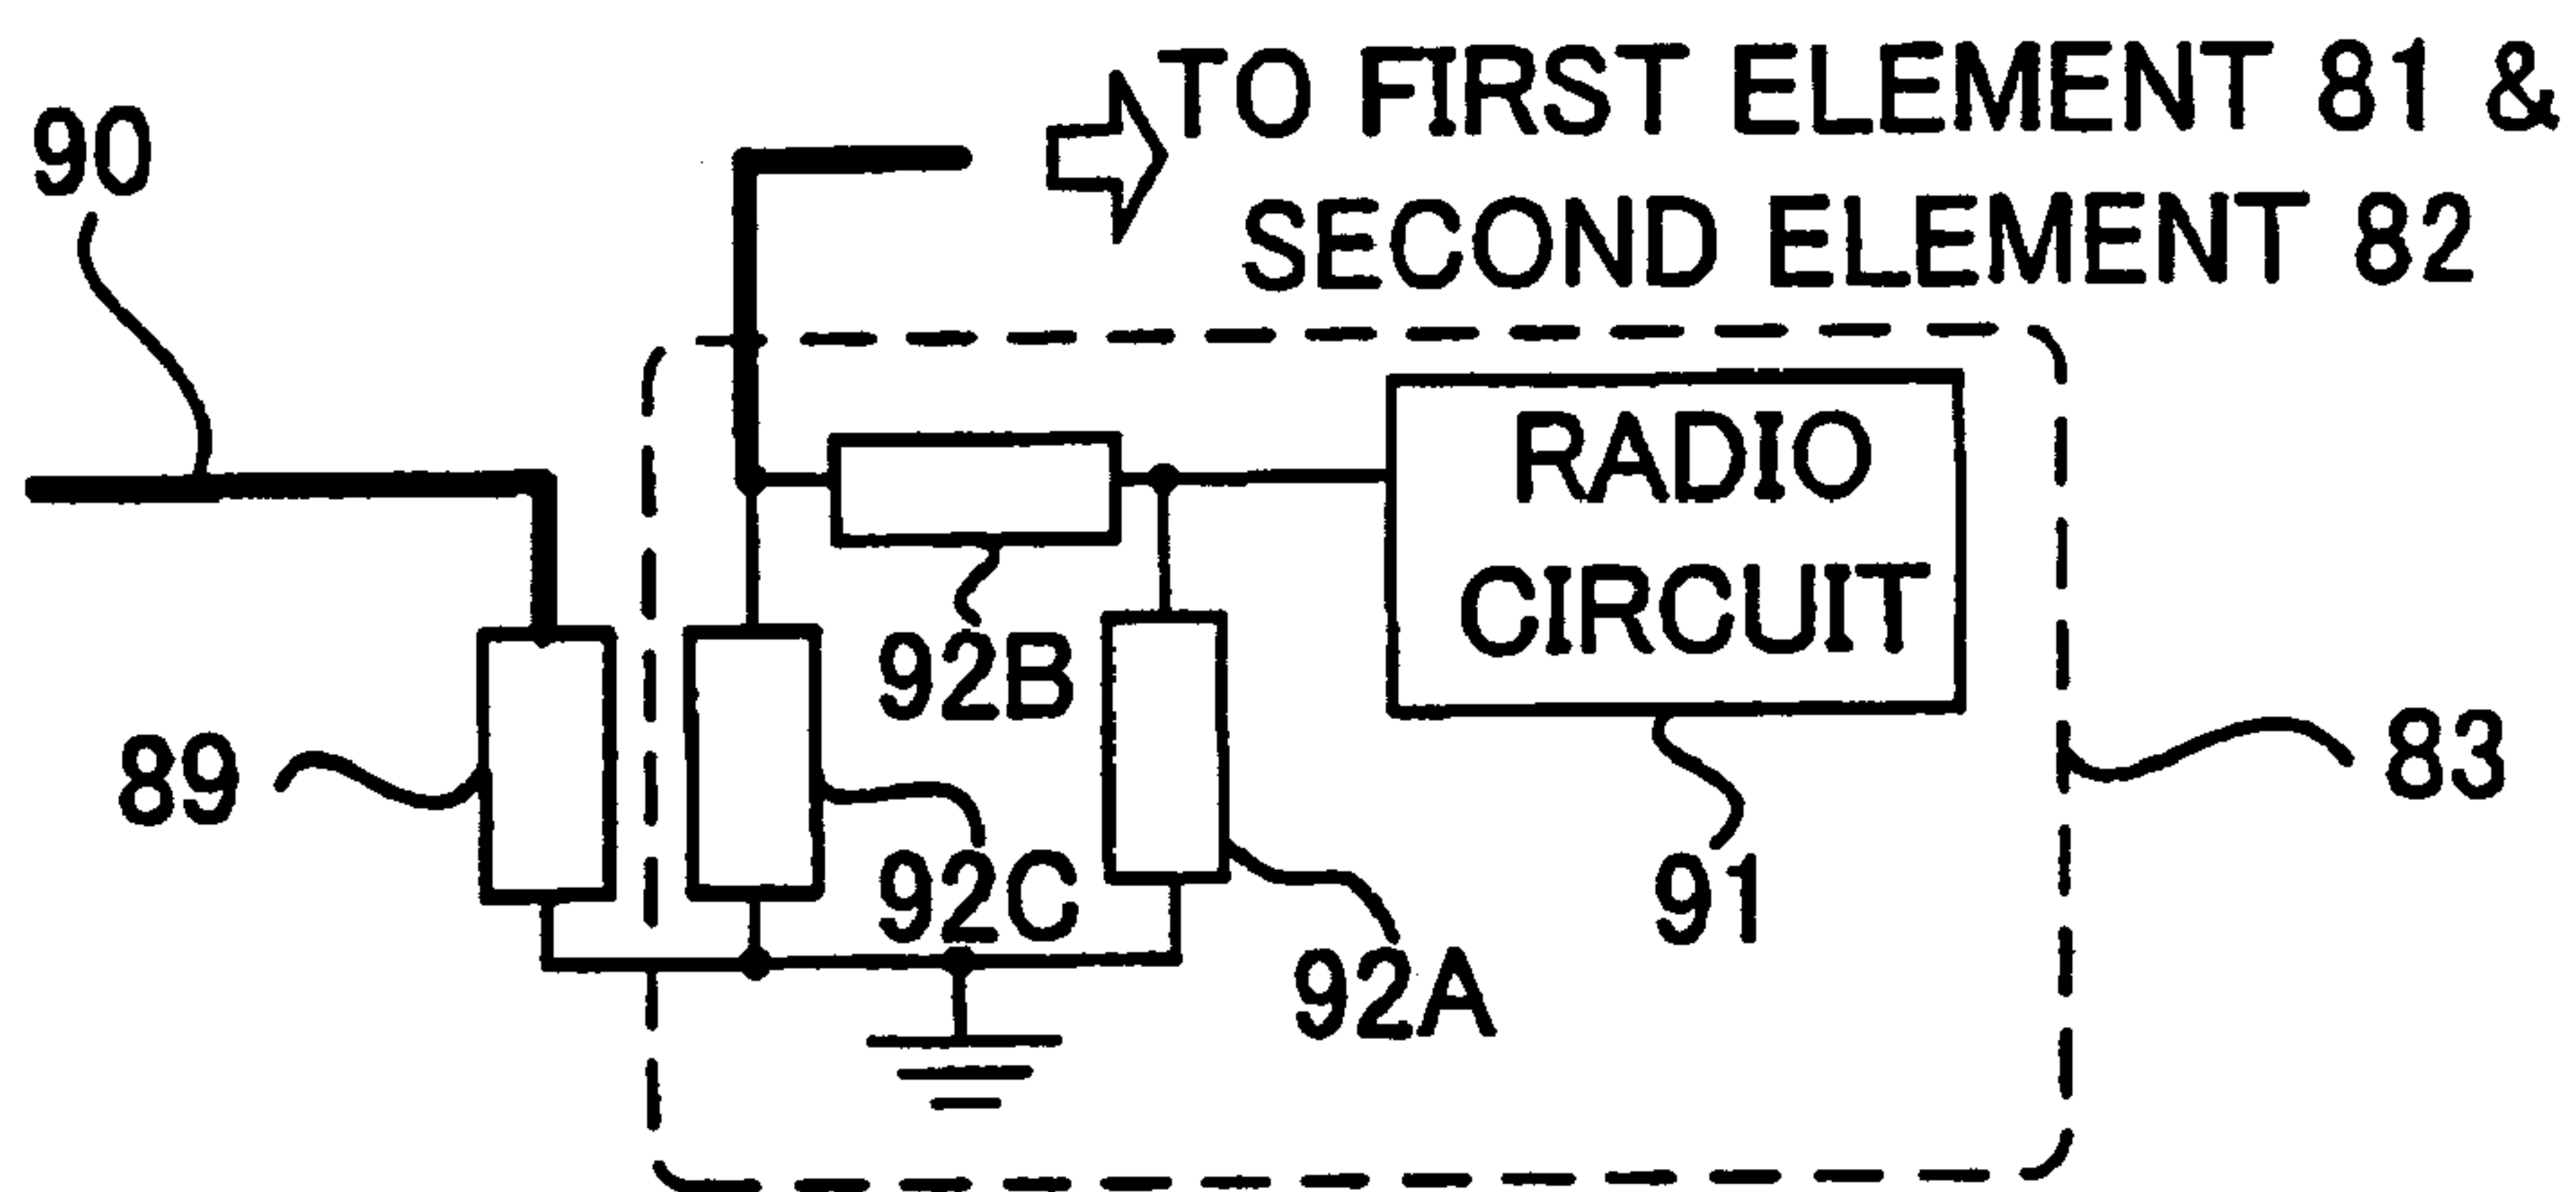 TO FIRST ELEMENT 81 &
SECOND ELEMENT 82
90
RADIO
CIRCUIT
92B
89
83
92C
91
92A